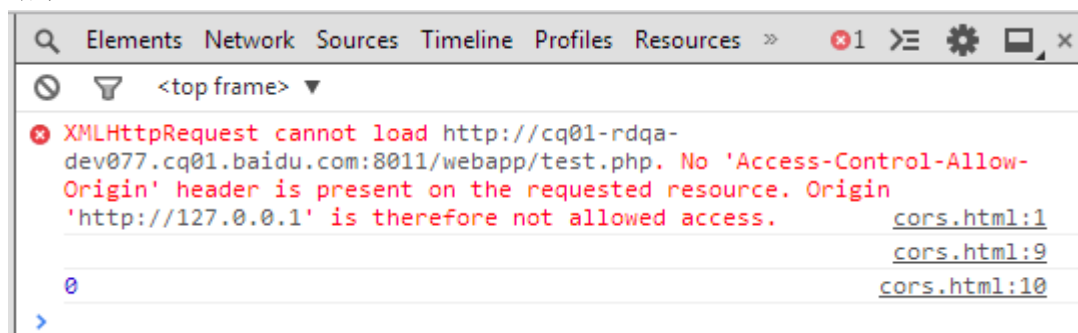 Elements Network Sources Timeline Profiles Resources » 1
<top frame> ▼
XMLHttpRequest cannot load http://cq01-rdqa-
dev077.cq01.baidu.com:8011/webapp/test.php. No 'Access-Control-Allow-
Origin' header is present on the requested resource. Origin
'http://127.0.0.1' is therefore not allowed access. cors.html:1
cors.html:9
0 cors.html:10